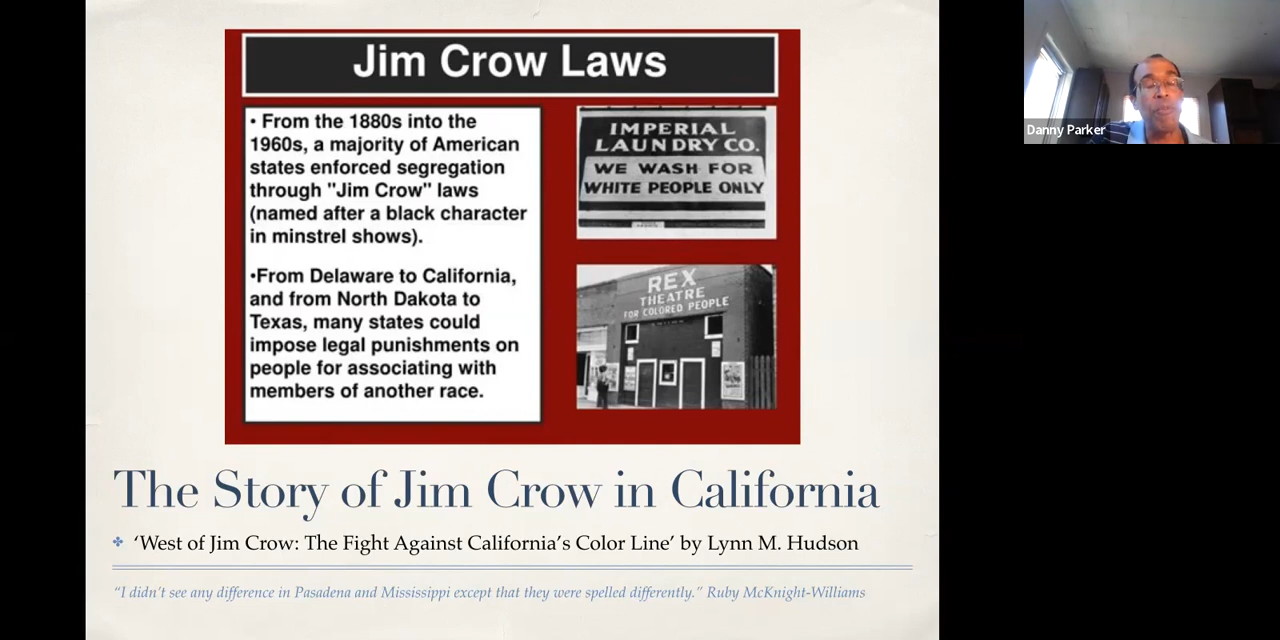 Jim Crow Laws
• From the 1880s into the
1960s, a majority of American
states enforced segregation
through "Jim Crow" laws
(named after a black character
in minstrel shows).
•From Delaware to California,
and from North Dakota to
Texas, many states could
impose legal punishments on
people for associating with
members of another race.
IMPERIAL
LAUNDRY CO.
WE WASH FOR
WHITE PEOPLE ONLY
REX
THEATRE
FOR COLORED PEOPLE
Danny Parker
The Story of Jim Crow in California
‘West of Jim Crow: The Fight Against California’s Color Line’ by Lynn M. Hudson
“I didn’t see any difference in Pasadena and Mississippi except that they were spelled differently.” Ruby McKnight-Williams